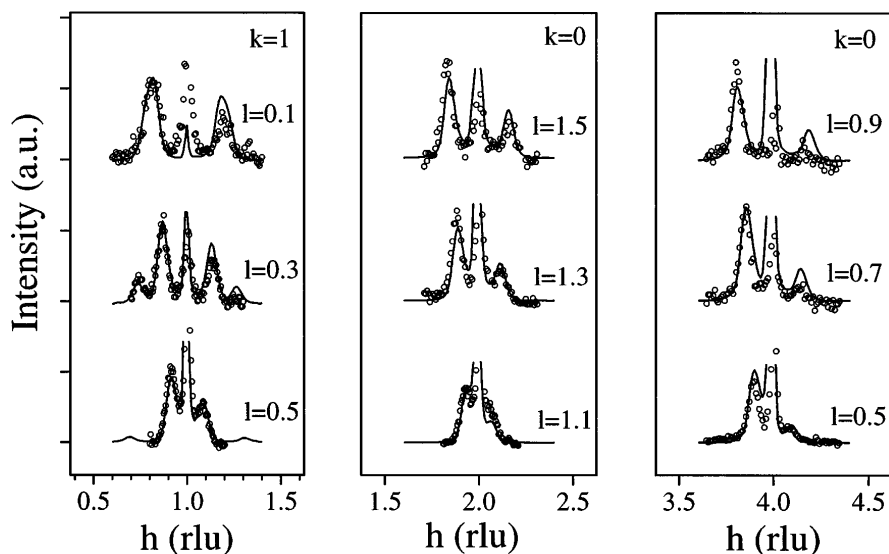 Intensity (a.u.)
k=1
l=0.1
l=0.3
l=0.5
0.5 1.0 1.5
h (rlu)
k=0
l=1.5
l=1.3
l=1.1
1.5 2.0 2.5
h (rlu)
k=0
l=0.9
l=0.7
l=0.5
3.5 4.0 4.5
h (rlu)